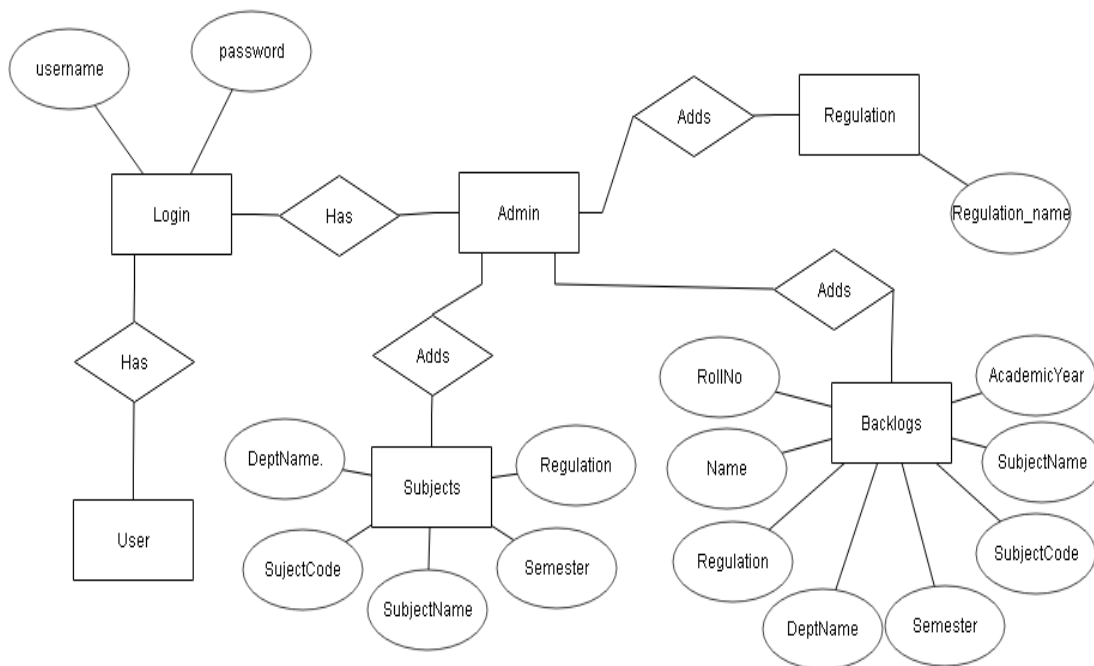 password
username
Adds
Regulation
Login
Has
Admin
Regulation_name
Adds
Has
Adds
RollNo
AcademicYear
Backlogs
DeptName.
Regulation
Name
SubjectName
Subjects
User
SujectCode
Semester
Regulation
SubjectCode
SubjectName
DeptName
Semester